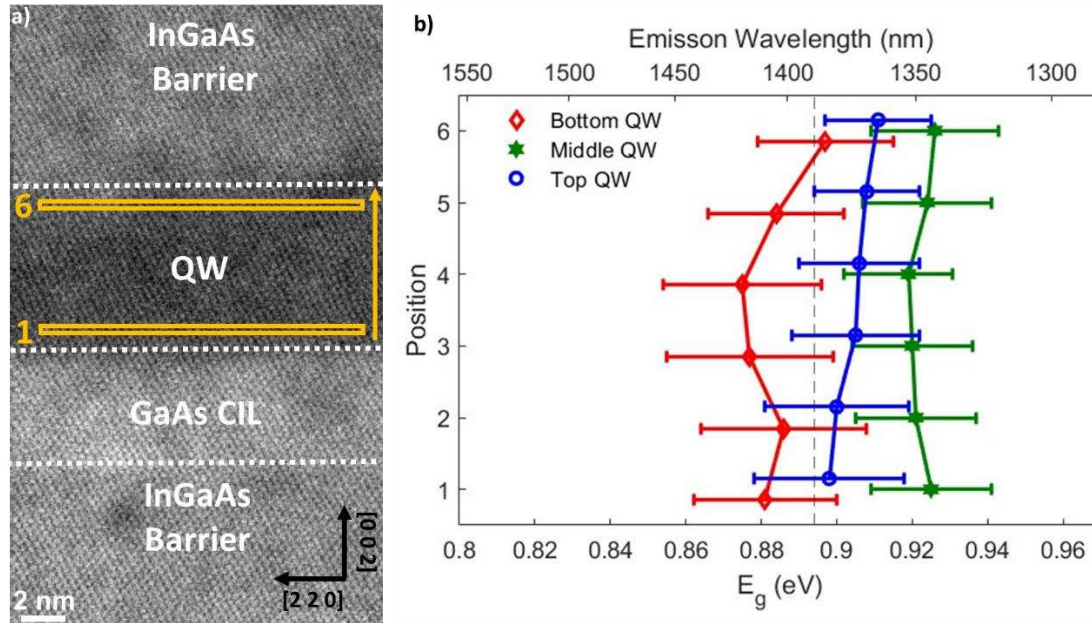 a)
InGaAs
Barrier
6
QW
1
GaAs CIL
InGaAs
Barrier
[0 0 2]
[2 2 0]
2 nm
b)
Emisson Wavelength (nm)
1550 1500 1450 1400 1350 1300
Bottom QW
Middle QW
Top QW
6
5
4
3
2
1
Position
0.8 0.82 0.84 0.86 0.88 0.9 0.92 0.94 0.96
Eg (eV)